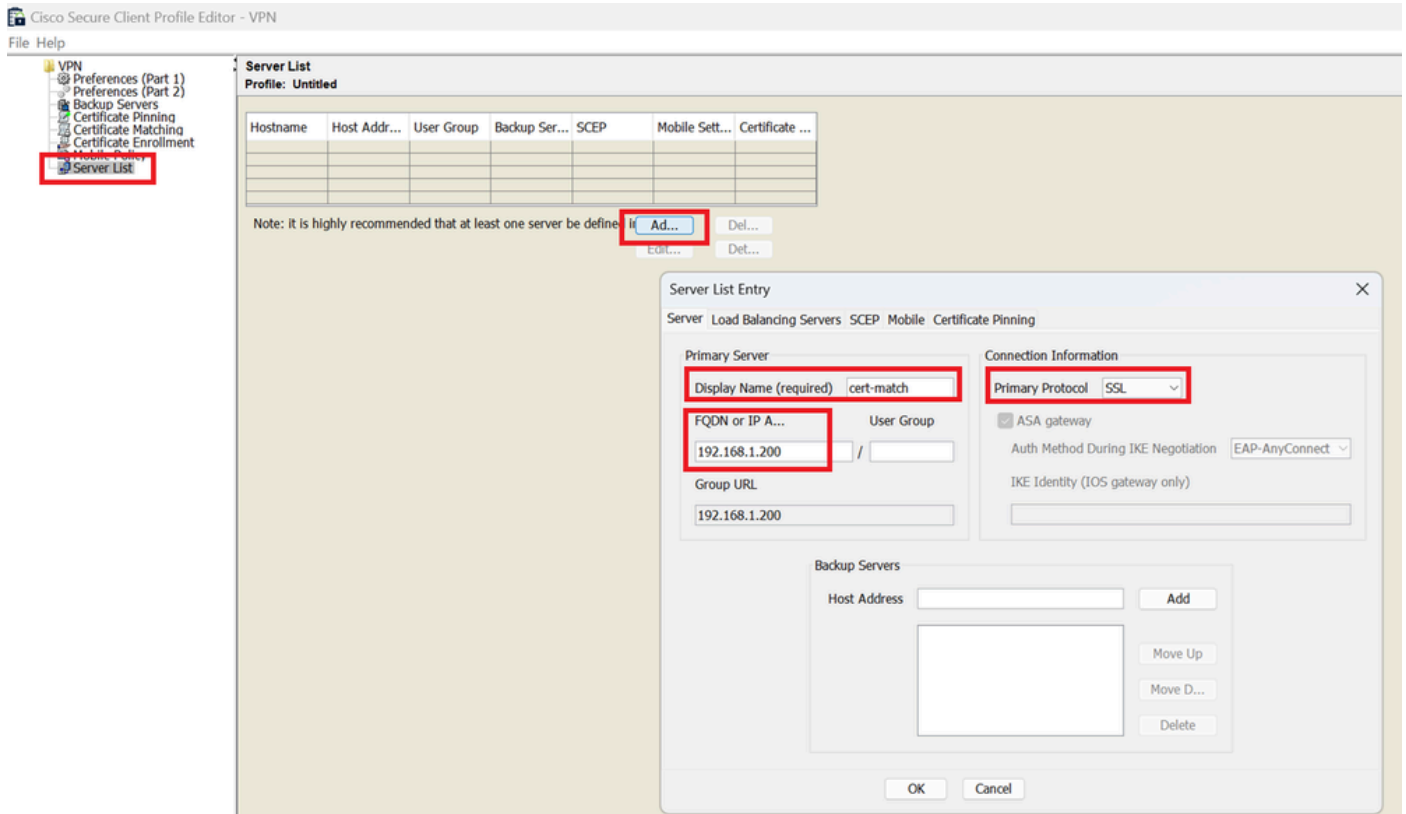 Cisco Secure Client Profile Editor - VPN
File Help
VPN
Preferences (Part 1)
Preferences (Part 2)
Backup Servers
Certificate Pinning
Certificate Matching
Certificate Enrollment
Mobile Policy
Server List
Server List
Profile: Untitled
Hostname Host Addr... User Group Backup Ser... SCEP Mobile Sett... Certificate ...
Note: it is highly recommended that at least one server be defined i
Ad... Del...
Edit... Det...
Server List Entry
Server Load Balancing Servers SCEP Mobile Certificate Pinning
Primary Server
Display Name (required) cert-match
FQDN or IP A... User Group
192.168.1.200 /
Group URL
192.168.1.200
Connection Information
Primary Protocol SSL
ASA gateway
Auth Method During IKE Negotiation EAP-AnyConnect
IKE Identity (IOS gateway only)
Backup Servers
Host Address Add
Move Up
Move D...
Delete
OK Cancel